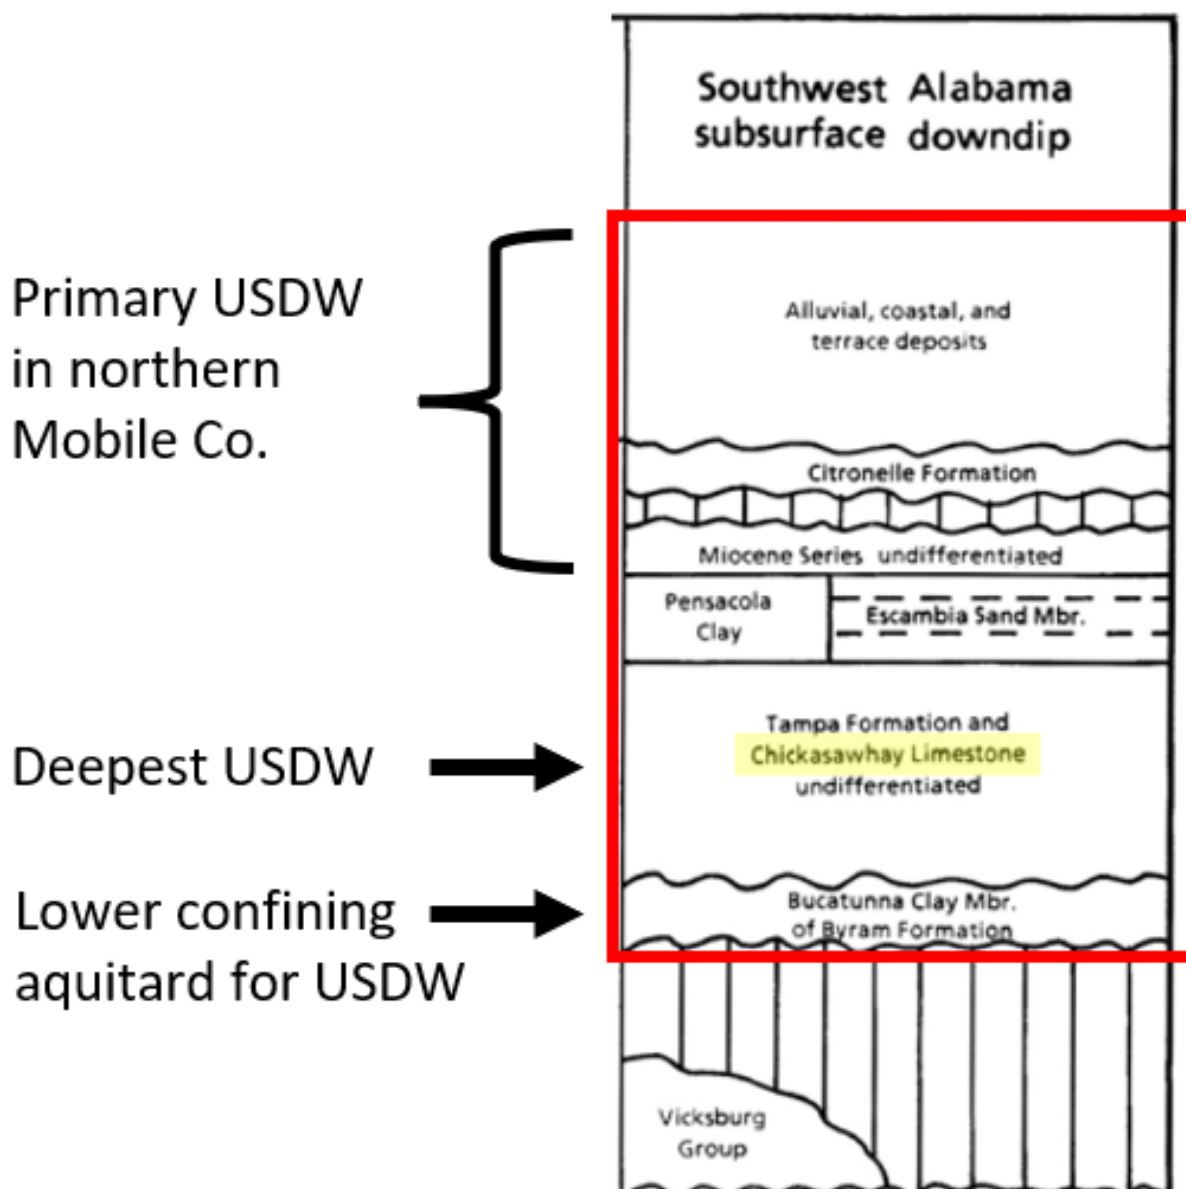 Southwest Alabama
subsurface downdip
Primary USDW
in northern
Mobile Co.
Alluvial, coastal, and
terrace deposits
Citronelle Formation
Miocene Series undifferentiated
Pensacola
Clay
Escambia Sand Mbr.
Deepest USDW
Tampa Formation and
Chickasawhay Limestone
undifferentiated
Lower confining
aquitard for USDW
Bucatunna Clay Mbr.
of Byram Formation
Vicksburg
Group